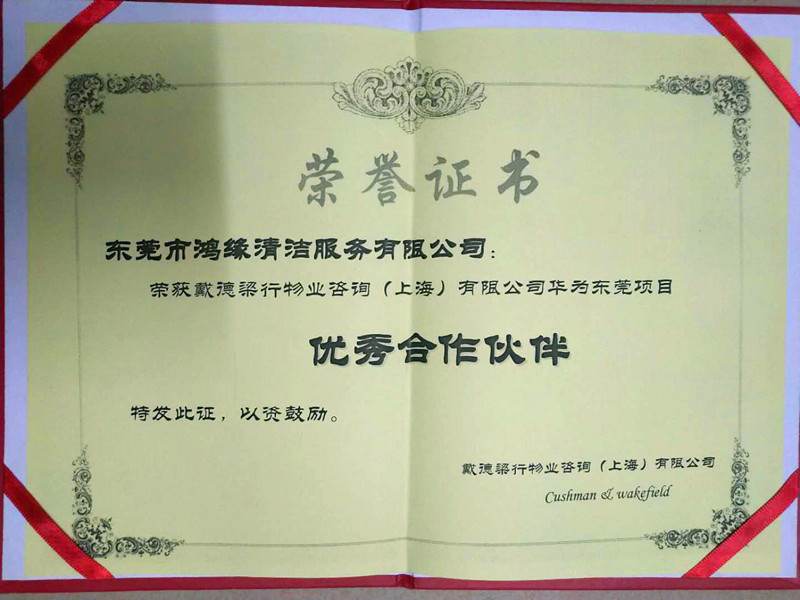 荣誉证书
东莞市鸿缘清洁服务有限公司：
荣获戴德梁行物业咨询（上海）有限公司华为东莞项目
优秀合作伙伴
特发此证，以资鼓励。
戴德梁行物业咨询（上海）有限公司
Cushman & wakefield